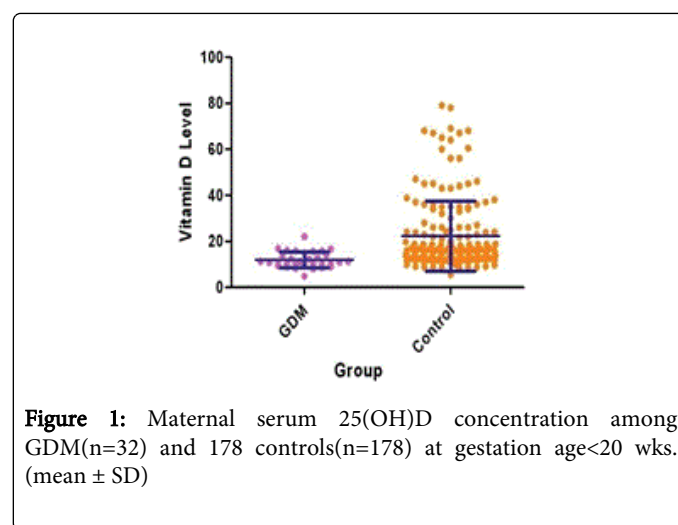 100
80
60
40
20
0
Vitamin D Level
GDM
Control
Group
Figure 1: Maternal serum 25(OH)D concentration among
GDM(n=32) and 178 controls(n=178) at gestation age<20 wks.
(mean ± SD)